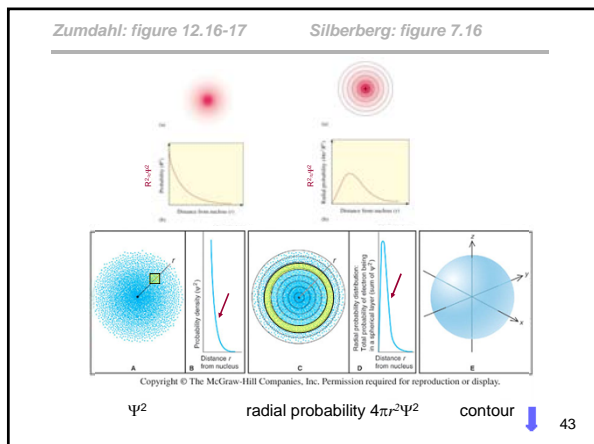 Zumdahl: figure 12.16-17 Silberberg: figure 7.16
(a) (a)
R²~Ψ² Probability (R²) Radial probability (4πr²R²)
Distance from nucleus (r) Distance from nucleus (r)
(b) (b)
r
Probability density (Ψ²)
Distance r
from nucleus
r
Radial probability distribution:
Total probability of electron being
in a spherical layer (sum of Ψ²)
Distance r
from nucleus
z
y
x
A B C D E
Copyright © The McGraw-Hill Companies, Inc. Permission required for reproduction or display.
Ψ² radial probability 4πr²Ψ² contour
43